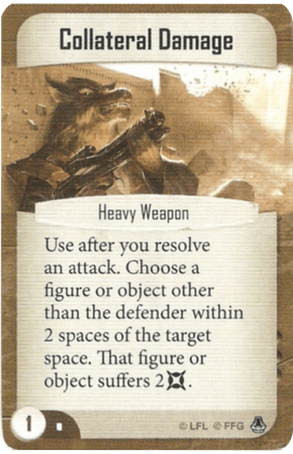 Collateral Damage
Heavy Weapon
Use after you resolve
an attack. Choose a
figure or object other
than the defender within
2 spaces of the target
space. That figure or
object suffers 2 .
1
© LFL © FFG